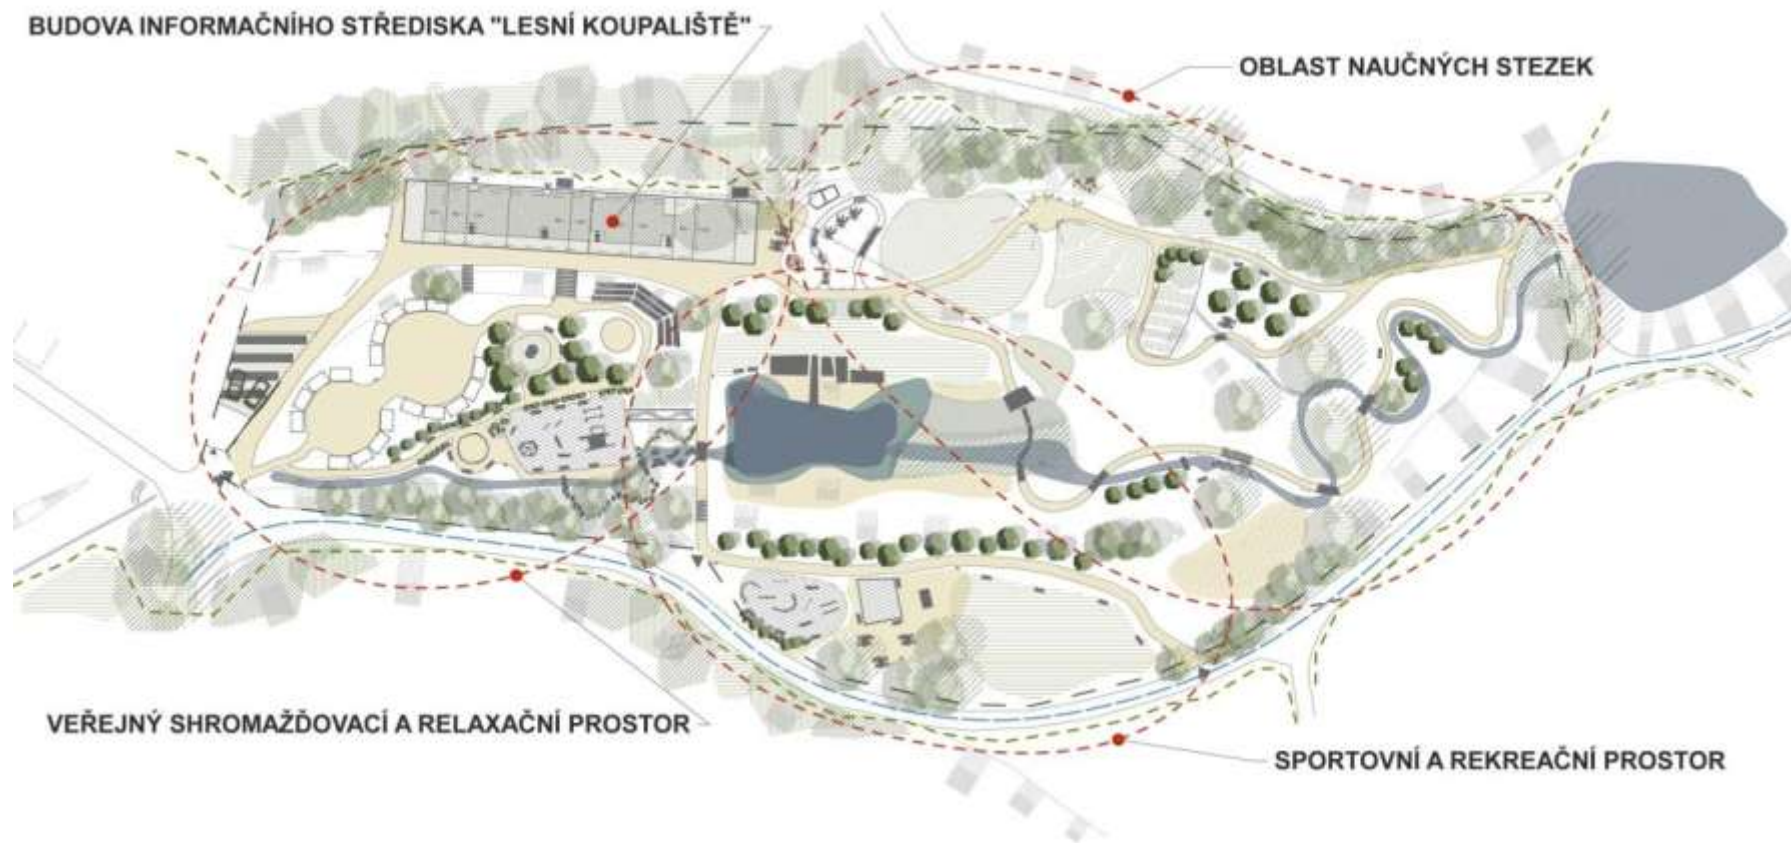 BUDOVA INFORMAČNÍHO STŘEDISKA "LESNÍ KOUPALIŠTĚ"
OBLAST NAUČNÝCH STEZEK
VEŘEJNÝ SHROMAŽĎOVACÍ A RELAXAČNÍ PROSTOR
SPORTOVNÍ A REKREAČNÍ PROSTOR